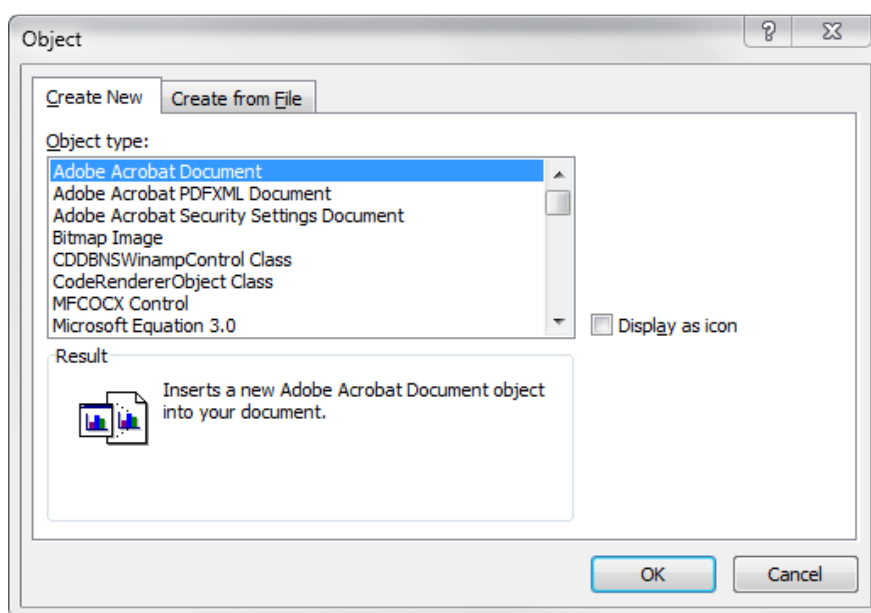 Object
Create New
Create from File
Object type:
Adobe Acrobat Document
Adobe Acrobat PDFXML Document
Adobe Acrobat Security Settings Document
Bitmap Image
CDDBNSWinampControl Class
CodeRendererObject Class
MFCOCX Control
Microsoft Equation 3.0
Display as icon
Result
Inserts a new Adobe Acrobat Document object
into your document.
OK
Cancel